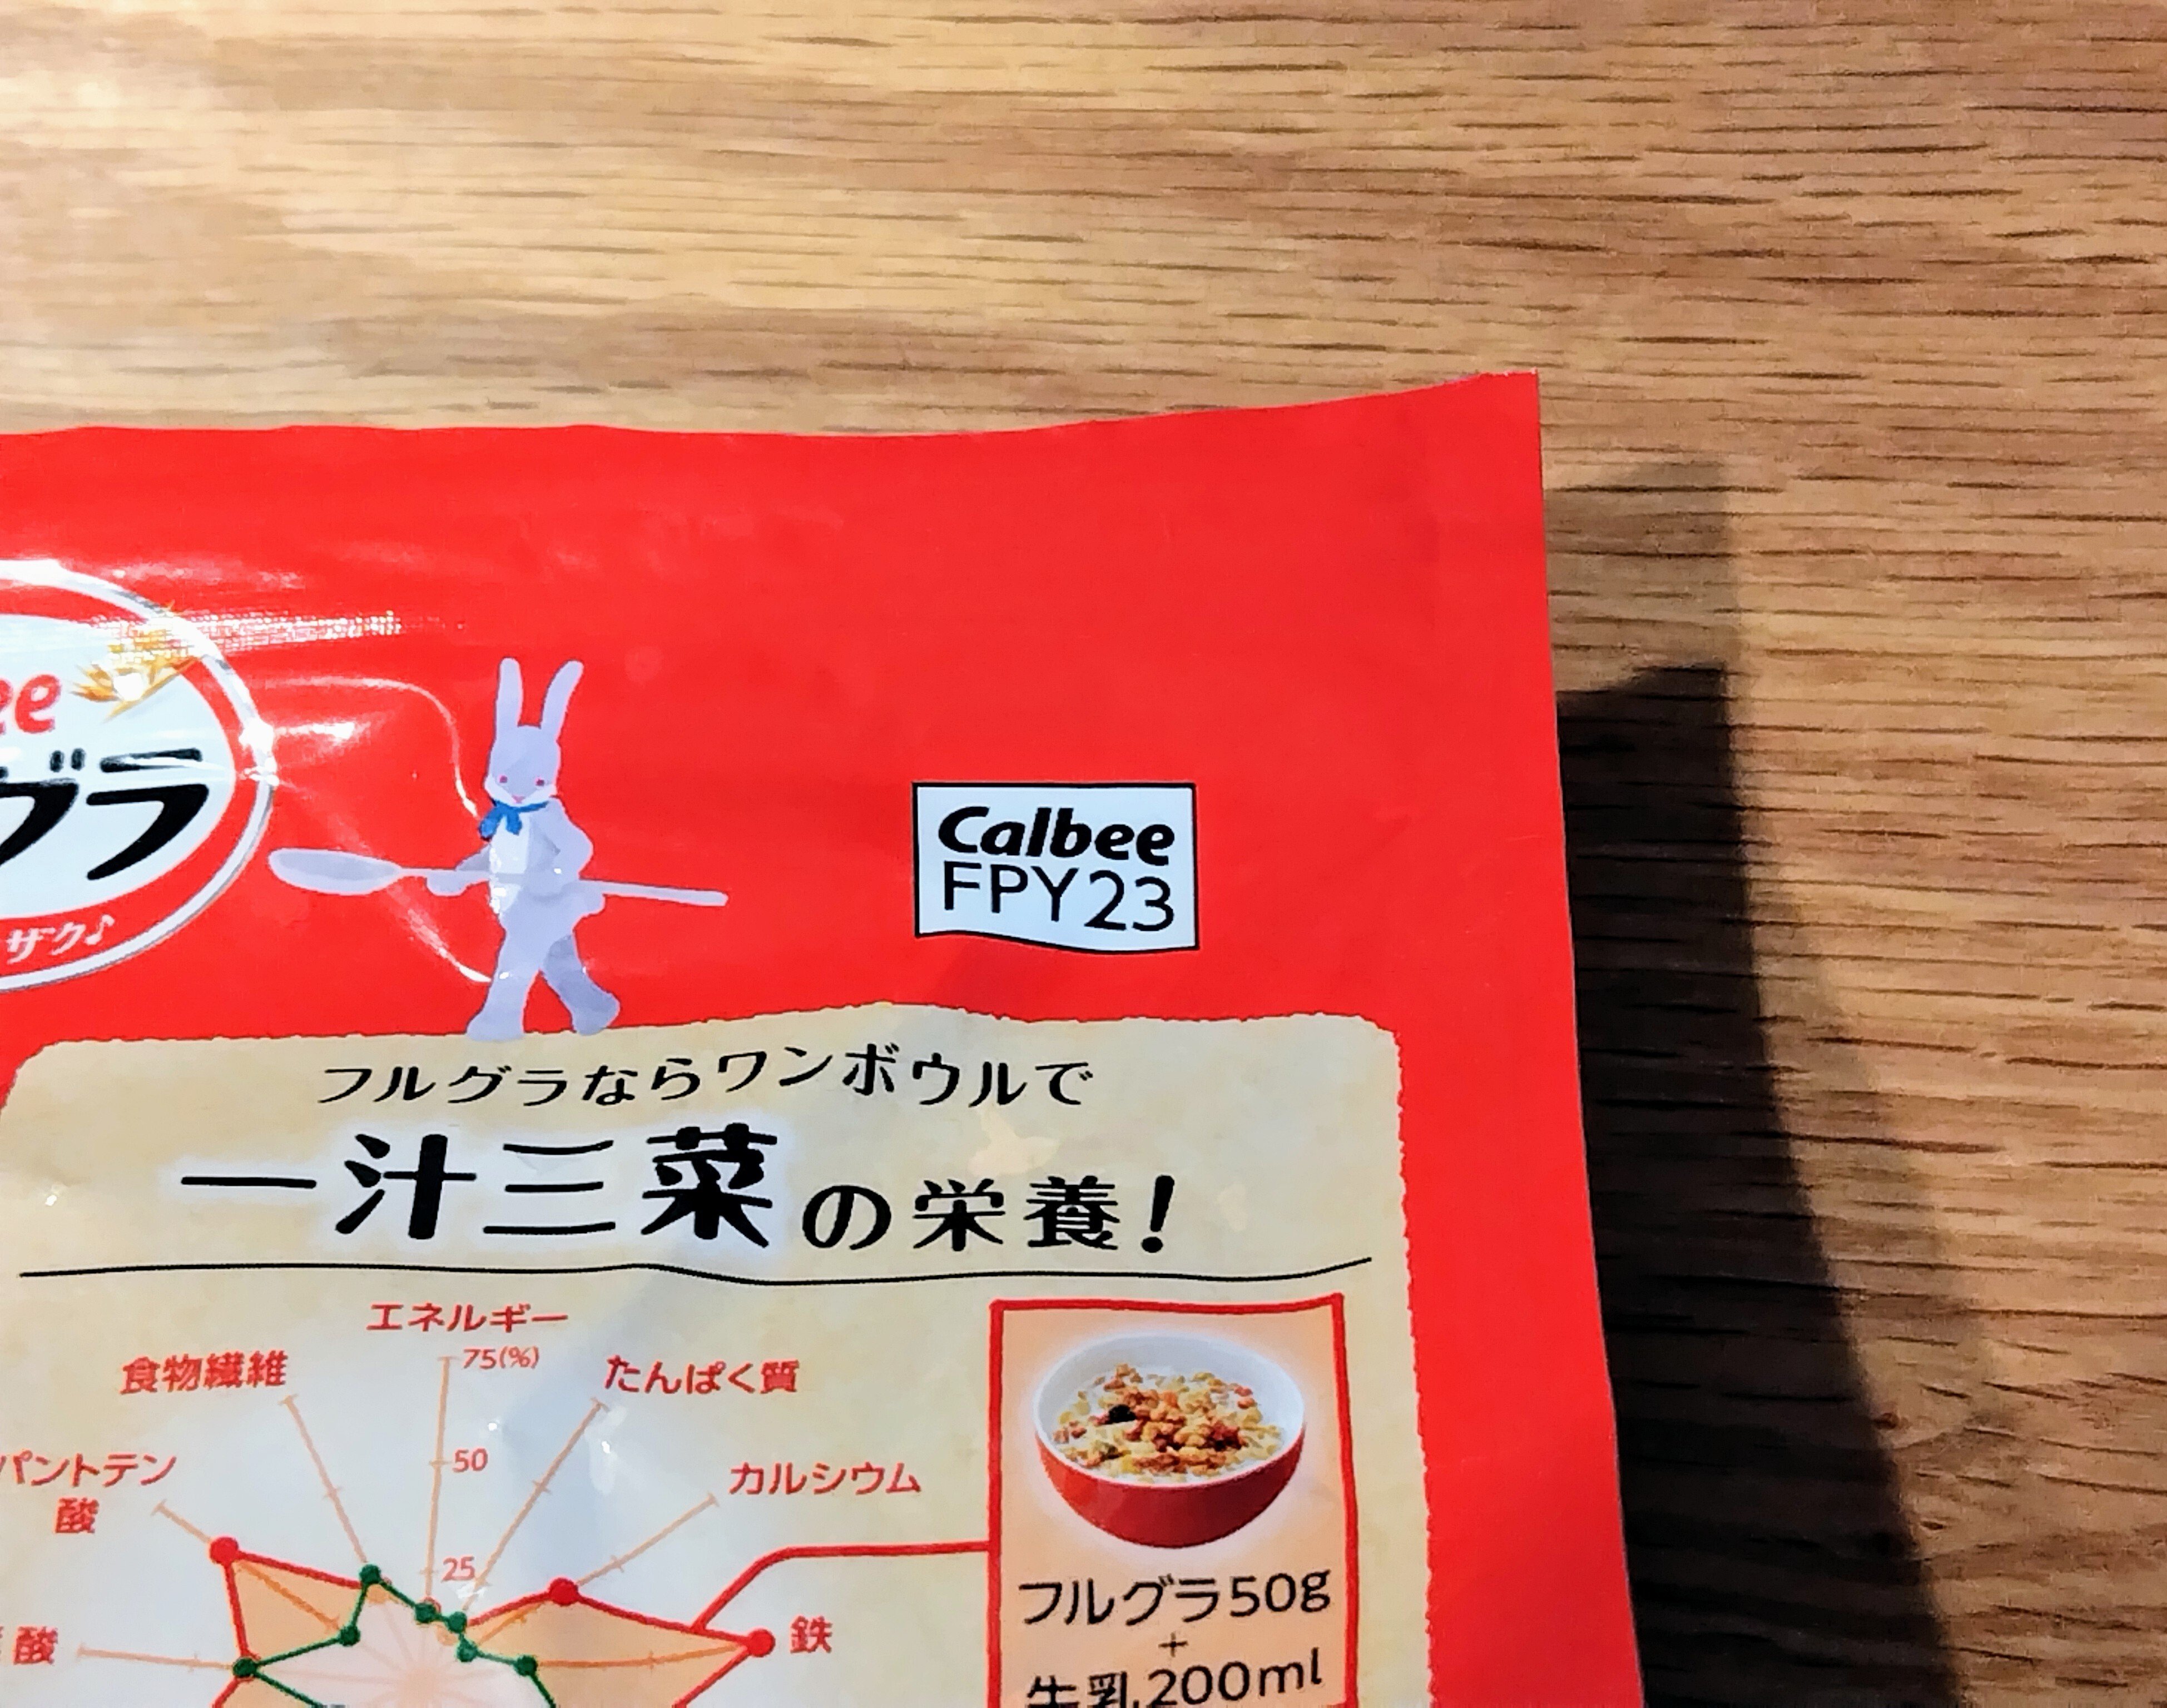 ee
グラ
ザク♪
Calbee
FPY23
フルグラならワンボウルで
一汁三菜の栄養!
エネルギー
75(%)
食物繊維
たんぱく質
50
パントテン
酸
カルシウム
25
酸
鉄
フルグラ50g
+
牛乳200ml